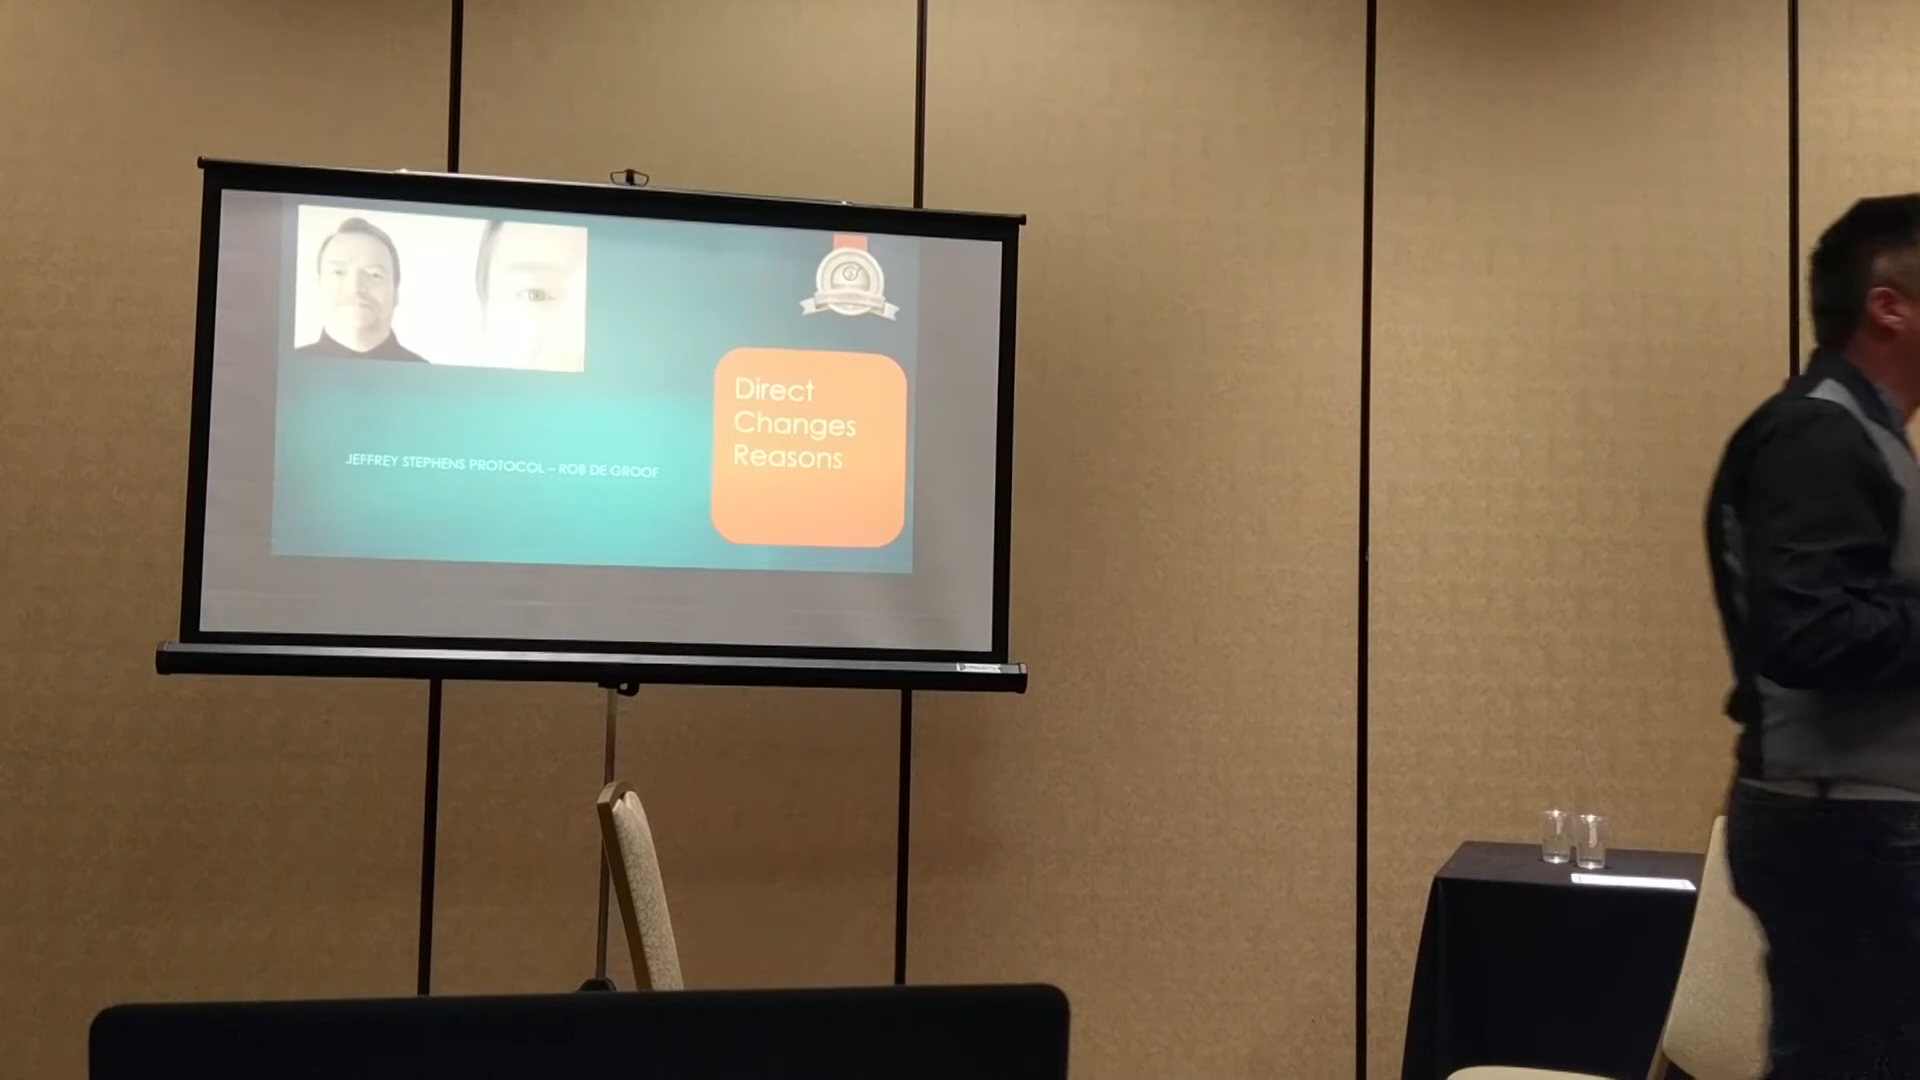 Direct
Changes
Reasons
JEFFREY STEPHENS PROTOCOL – ROB DE GROOF